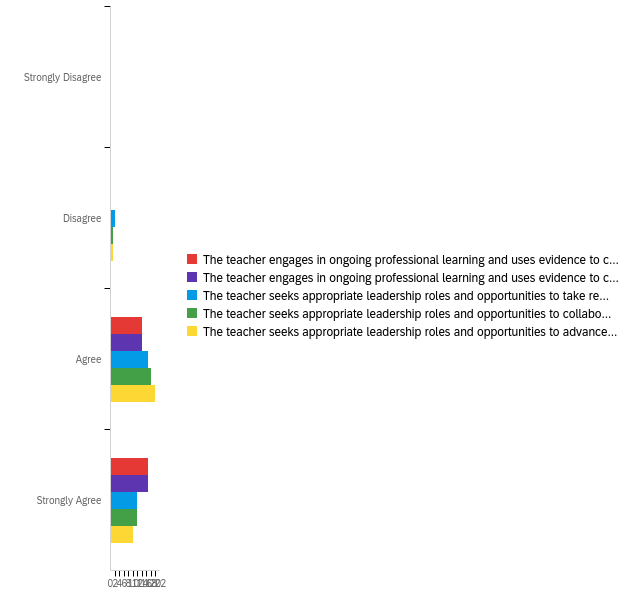 Strongly Disagree
Disagree
The teacher engages in ongoing professional learning and uses evidence to c...
The teacher engages in ongoing professional learning and uses evidence to c...
The teacher seeks appropriate leadership roles and opportunities to take re...
The teacher seeks appropriate leadership roles and opportunities to collabo...
The teacher seeks appropriate leadership roles and opportunities to advance...
Agree
Strongly Agree